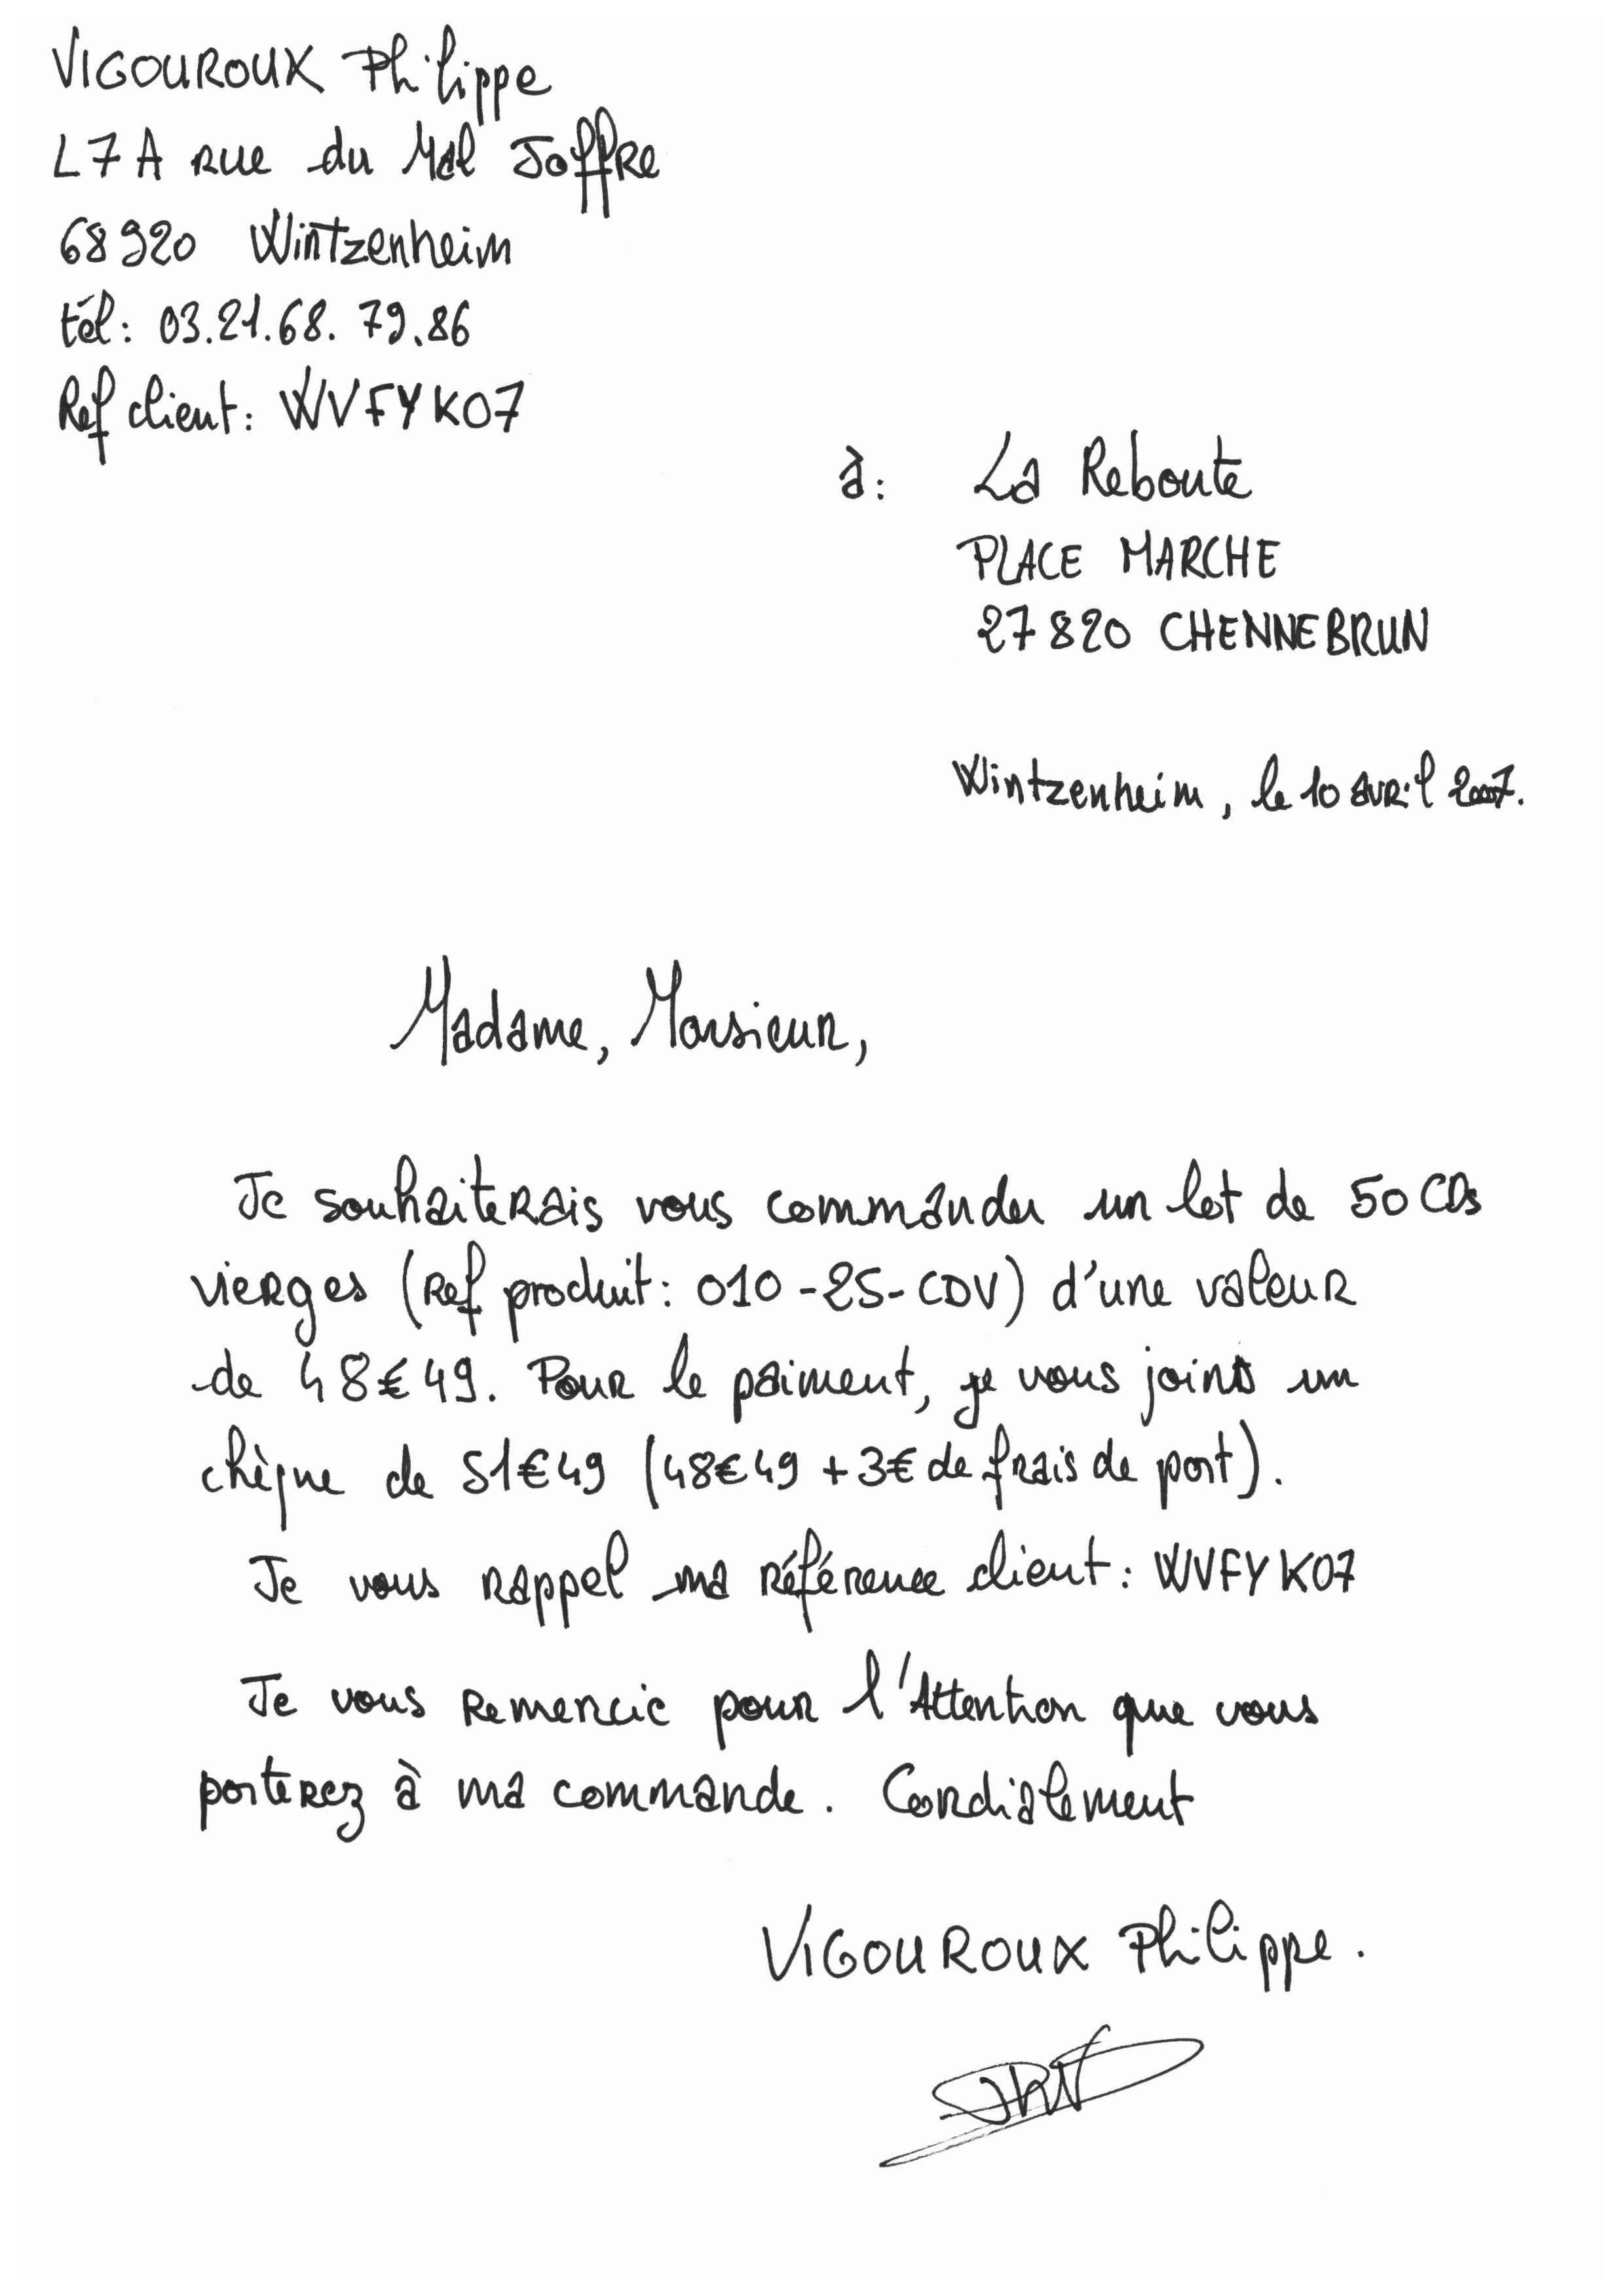 VIGOUROUX Philippe
L7A rue du Mal Joffre
68920 Wintzenheim
tél: 03.21.68.79.86
Ref client: WVFYK07
à: La Reboute
PLACE MARCHE
27820 CHENNEBRUN
Wintzenheim, le 10 avril 2007.
Madame, Monsieur,
Je souhaiterais vous commander un lot de 50 CDs
vierges (Ref produit: 010-25-CDV) d'une valeur
de 48€49. Pour le paiment, je vous joins un
chèque de 51€49 (48€49 + 3€ de frais de port).
Je vous rappel ma référence client: WVFYK07
Je vous remercie pour l'Attention que vous
porterez à ma commande. Cordialement
VIGOUROUX Philippe.